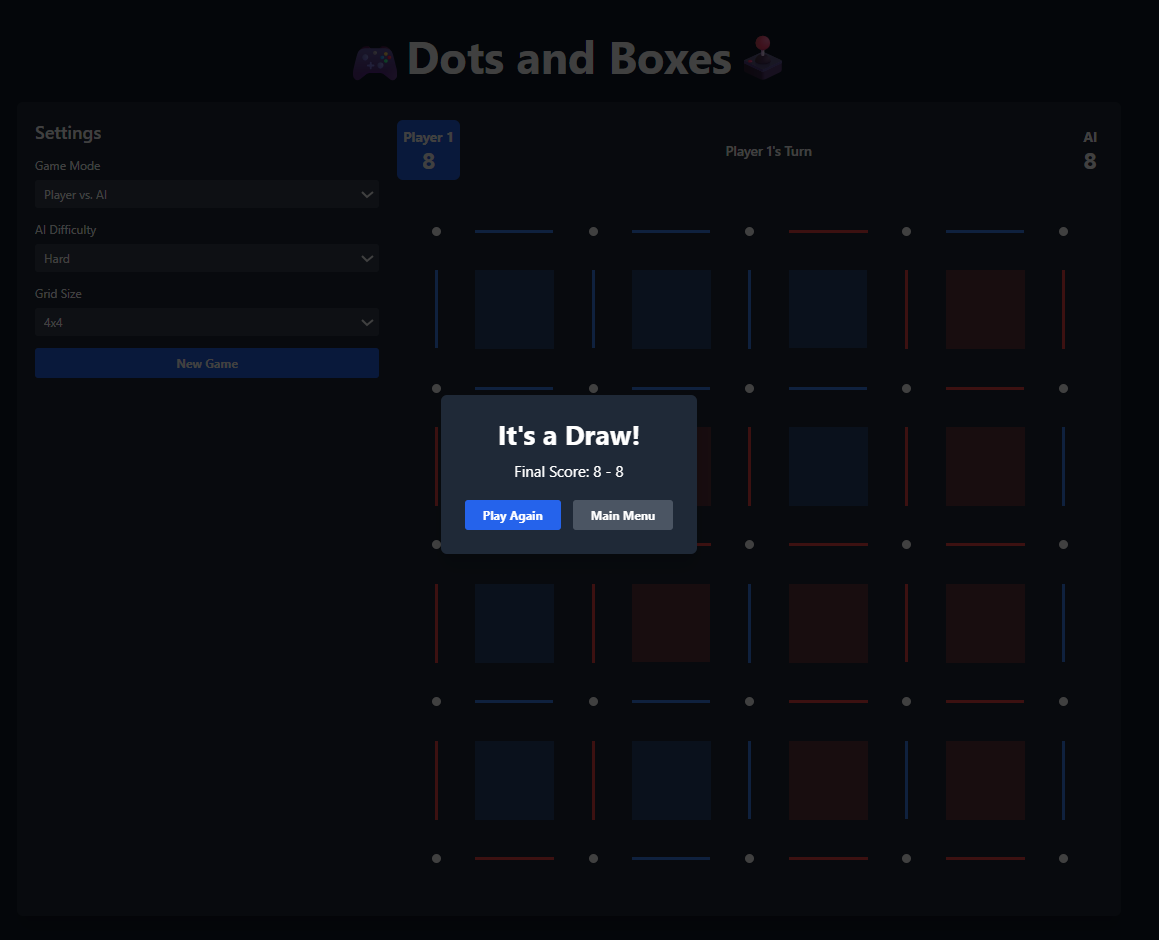 🎮 Dots and Boxes 🕹️
Settings
Game Mode
Player vs. AI
AI Difficulty
Hard
Grid Size
4x4
New Game
Player 1
8
Player 1's Turn
AI
8
It's a Draw!
Final Score: 8 - 8
Play Again
Main Menu